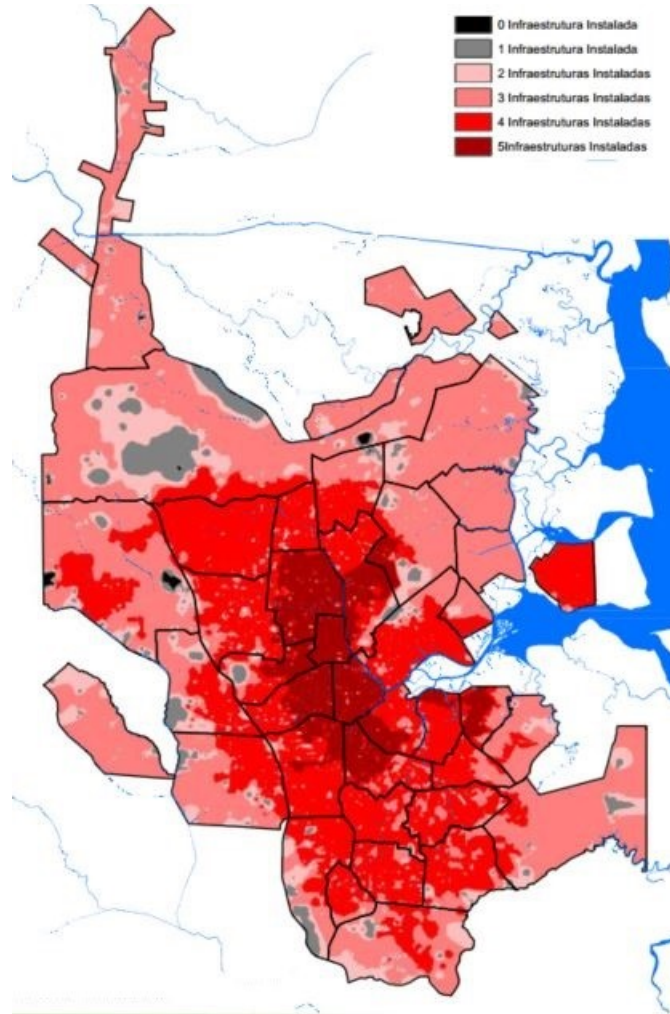 0 Infraestrutura Instalada
1 Infraestrutura Instalada
2 Infraestruturas Instaladas
3 Infraestruturas Instaladas
4 Infraestruturas Instaladas
5Infraestruturas Instaladas